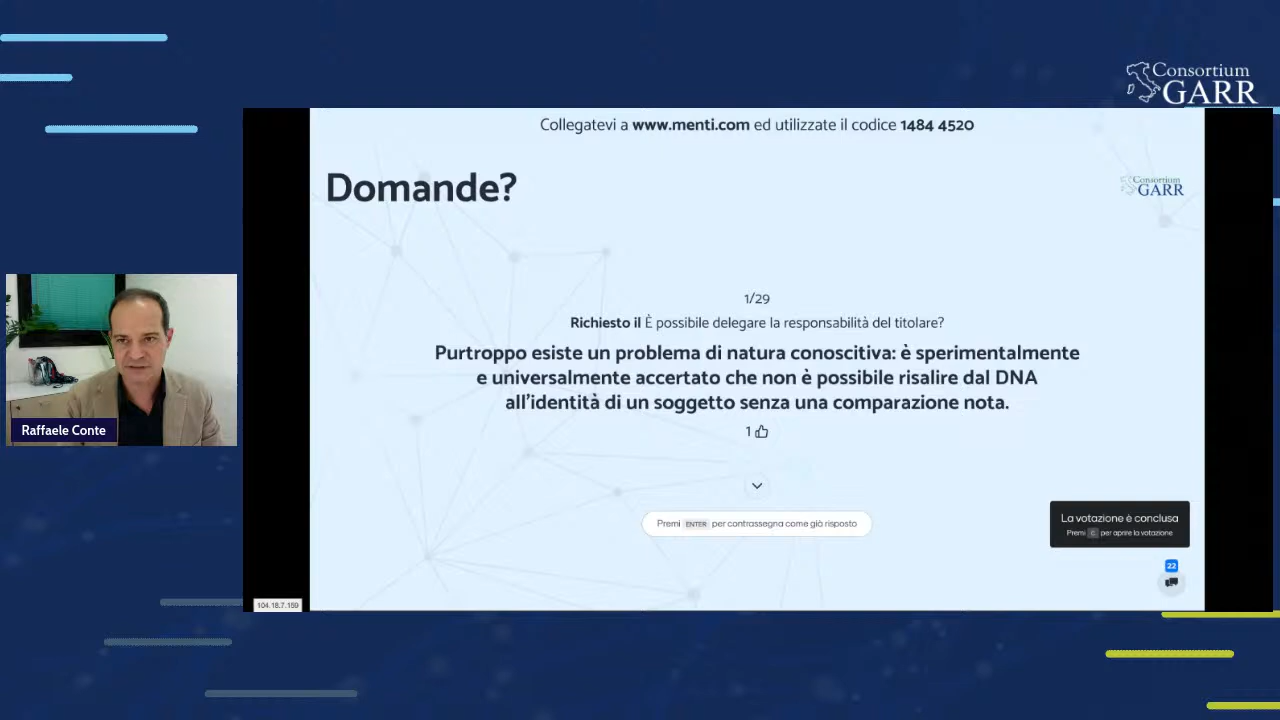 Consortium
GARR
Collegatevi a www.menti.com ed utilizzate il codice 1484 4520
Domande?
Consortium
GARR
1/29
Richiesto il È possibile delegare la responsabilità del titolare?
Purtroppo esiste un problema di natura conoscitiva: è sperimentalmente
e universalmente accertato che non è possibile risalire dal DNA
all'identità di un soggetto senza una comparazione nota.
1
Raffaele Conte
Premi ENTER per contrassegna come già risposto
La votazione è conclusa
Premi C per aprire la votazione
22
104.18.7.159